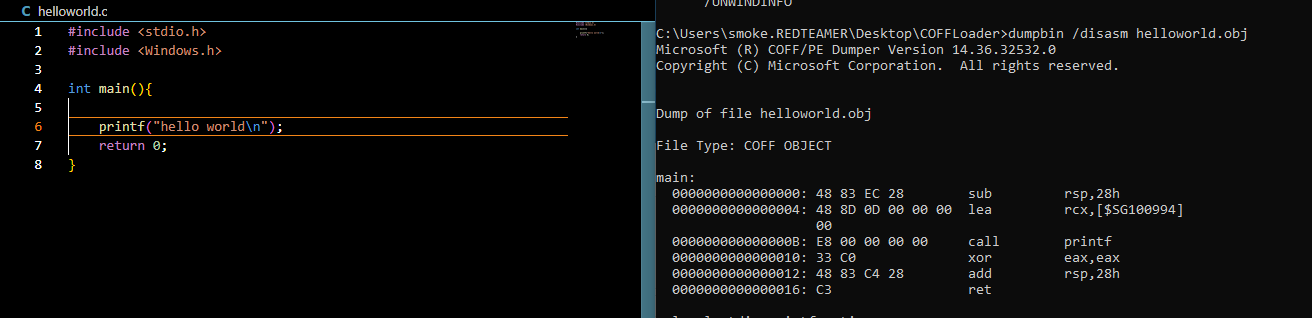 C helloworld.c
1 #include <stdio.h>
2 #include <Windows.h>
3
4 int main(){
5
6 printf("hello world\n");
7 return 0;
8 }
/UNWINDINFO
C:\Users\smoke.REDTEAMER\Desktop\COFFLoader>dumpbin /disasm helloworld.obj
Microsoft (R) COFF/PE Dumper Version 14.36.32532.0
Copyright (C) Microsoft Corporation.  All rights reserved.
Dump of file helloworld.obj
File Type: COFF OBJECT
main:
0000000000000000: 48 83 EC 28 sub rsp,28h
0000000000000004: 48 8D 0D 00 00 00 lea rcx,[$SG100994]
00
000000000000000B: E8 00 00 00 00 call printf
0000000000000010: 33 C0 xor eax,eax
0000000000000012: 48 83 C4 28 add rsp,28h
0000000000000016: C3 ret